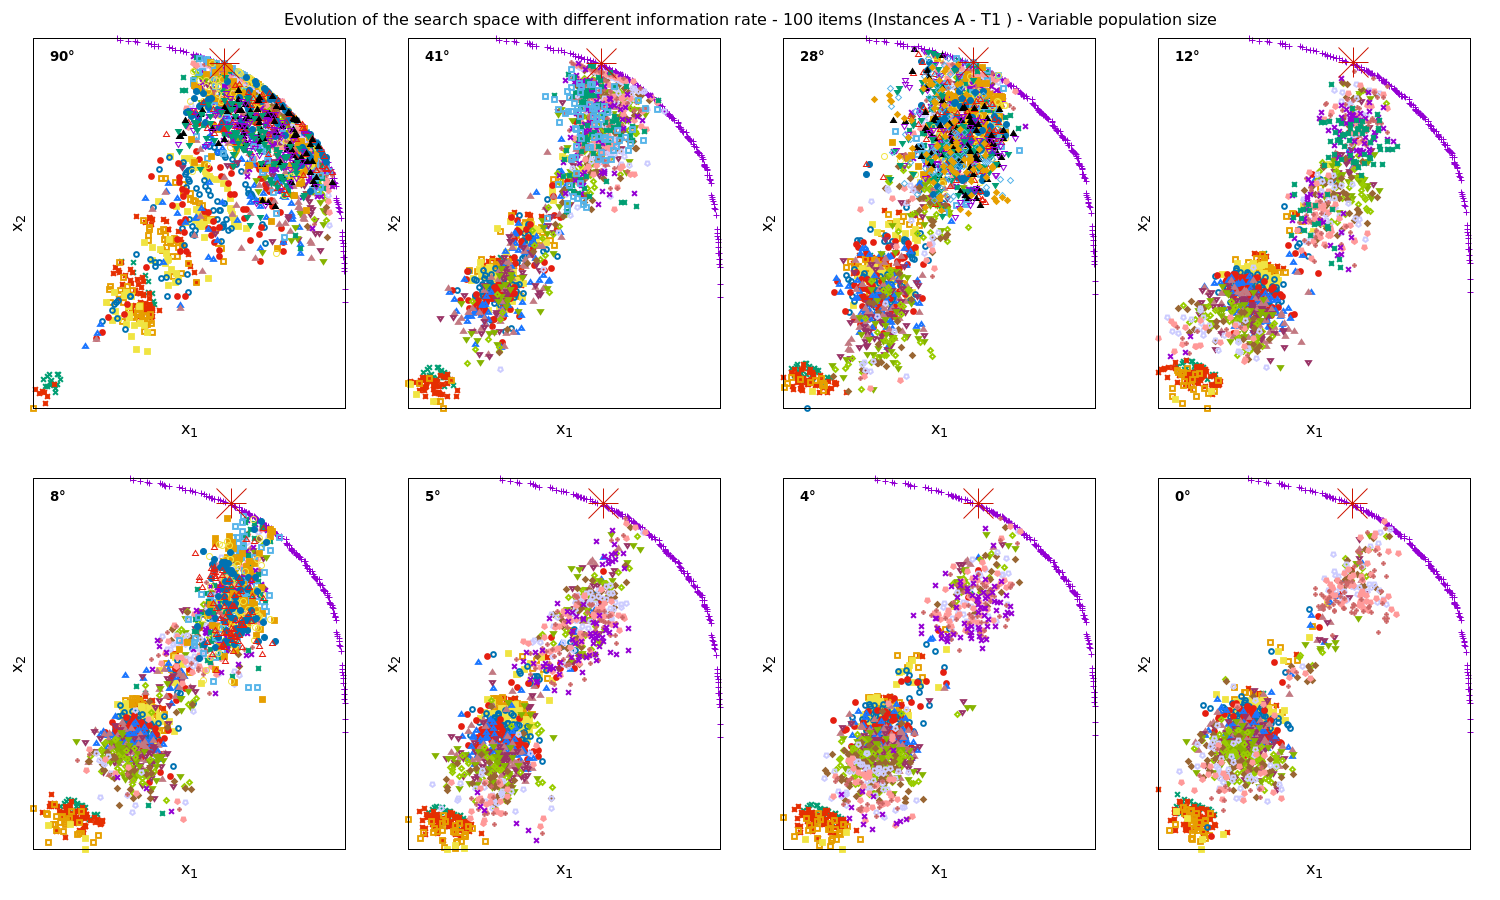 Evolution of the search space with different information rate - 100 items (Instances A - T1 ) - Variable population size
90°
41°
28°
12°
x₂
x₂
x₂
x₂
x₁
x₁
x₁
x₁
8°
5°
4°
0°
x₂
x₂
x₂
x₂
x₁
x₁
x₁
x₁